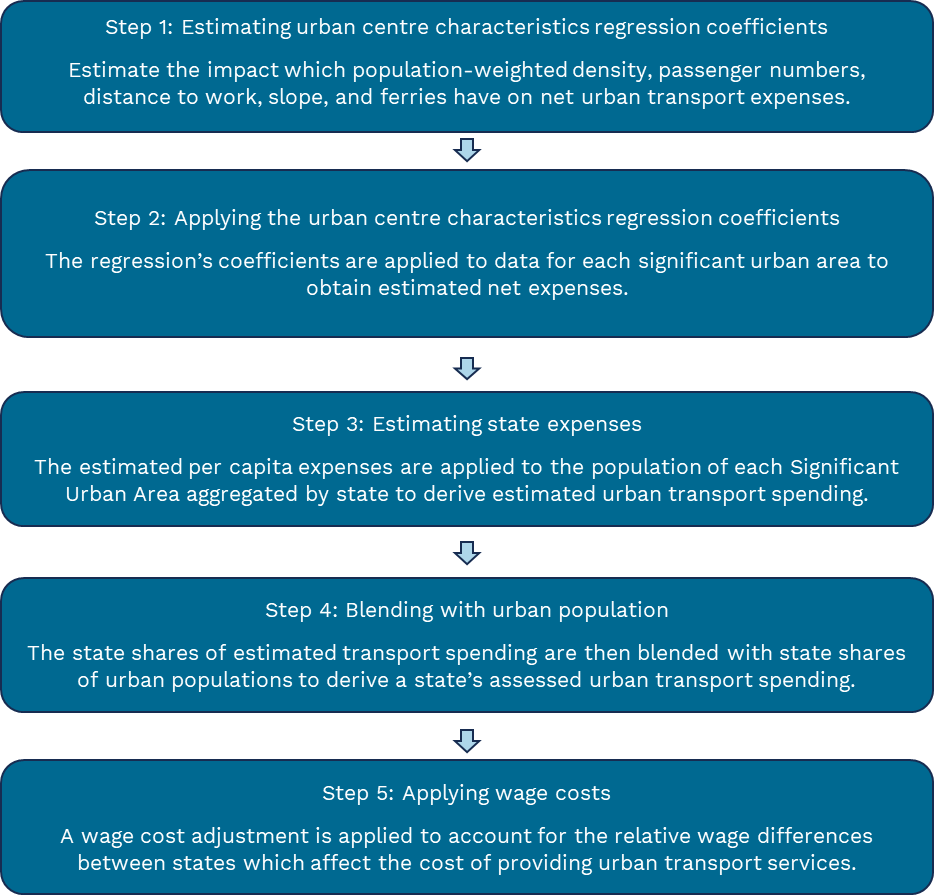 Step 1: Estimating urban centre characteristics regression coefficients
Estimate the impact which population-weighted density, passenger numbers,
distance to work, slope, and ferries have on net urban transport expenses.
Step 2: Applying the urban centre characteristics regression coefficients
The regression’s coefficients are applied to data for each significant urban area to
obtain estimated net expenses.
Step 3: Estimating state expenses
The estimated per capita expenses are applied to the population of each Significant
Urban Area aggregated by state to derive estimated urban transport spending.
Step 4: Blending with urban population
The state shares of estimated transport spending are then blended with state shares
of urban populations to derive a state’s assessed urban transport spending.
Step 5: Applying wage costs
A wage cost adjustment is applied to account for the relative wage differences
between states which affect the cost of providing urban transport services.